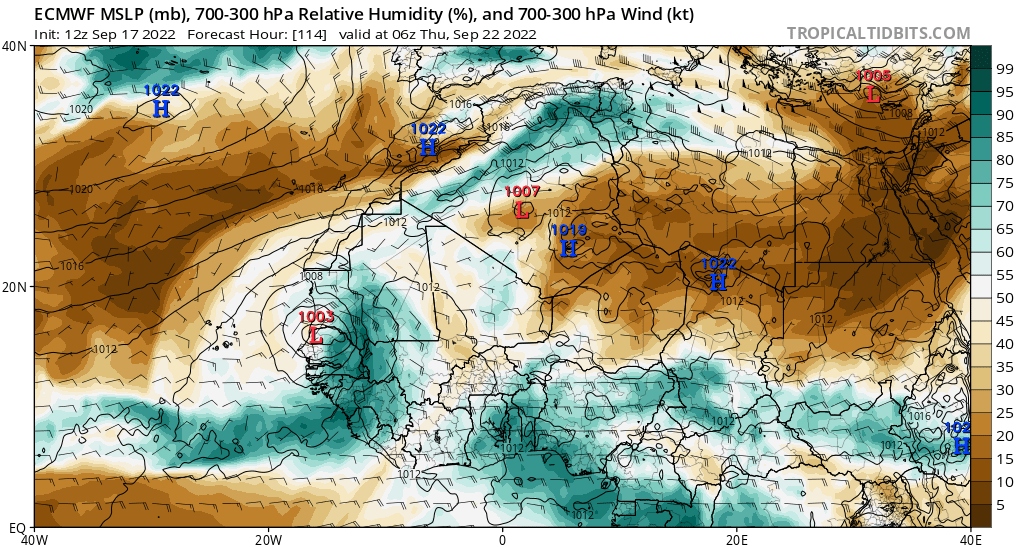 ECMWF MSLP (mb), 700-300 hPa Relative Humidity (%), and 700-300 hPa Wind (kt)
Init: 12z Sep 17 2022 Forecast Hour: [114] valid at 06z Thu, Sep 22 2022
TROPICALTIDBITS.COM
40N
20N
EQ
40W
20W
0
20E
40E
99
95
90
85
80
75
70
65
60
55
50
45
40
35
30
25
20
15
10
5
1022
H
1020
1016
1005
L
1008
1012
1022
H
1016
1012
1012
1020
1016
1007
L
1012
1012
1019
H
1016
1008
1012
1022
H
1012
1003
L
1012
1012
1016
102
H
1012
1012
1012
1012
1012